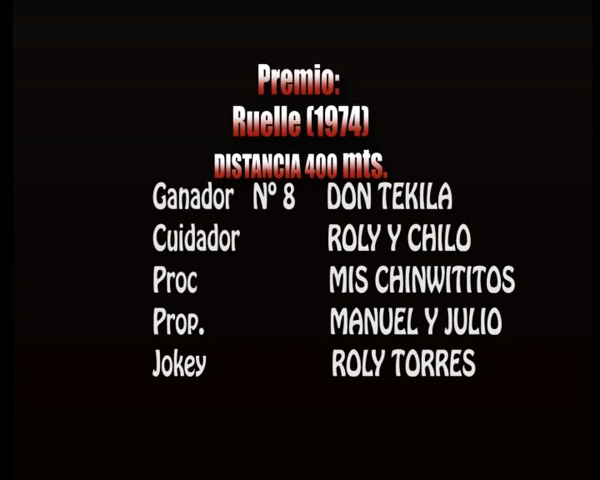 Premio:
Ruelle (1974)
DISTANCIA 400 mts.
Ganador Nº 8 DON TEKILA
Cuidador ROLY Y CHILO
Proc MIS CHINWITITOS
Prop. MANUEL Y JULIO
Jokey ROLY TORRES